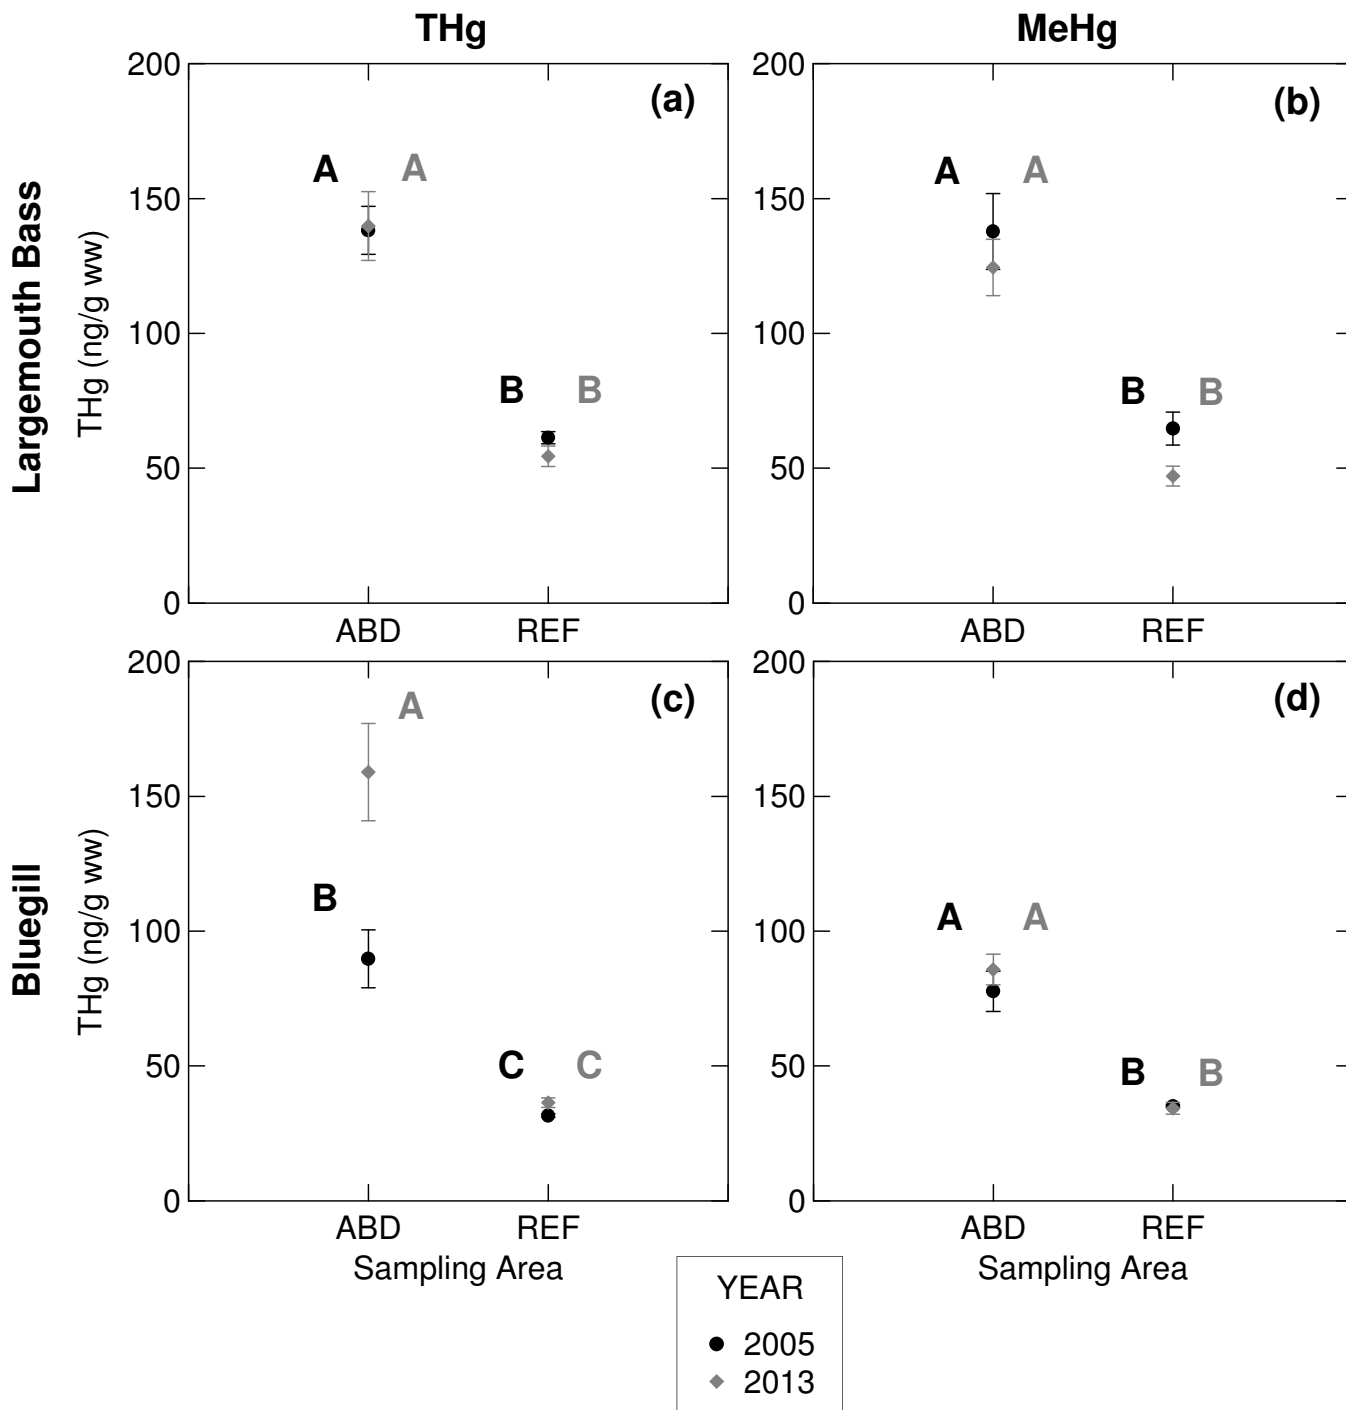 THg
MeHg
Largemouth Bass
THg (ng/g ww)
200
150
100
50
0
(a)
A A
B B
ABD REF
200
150
100
50
0
(b)
A A
B B
ABD REF
Bluegill
THg (ng/g ww)
200
150
100
50
0
(c)
A
B
C C
ABD REF
Sampling Area
200
150
100
50
0
(d)
A A
B B
ABD REF
Sampling Area
YEAR
2005
2013